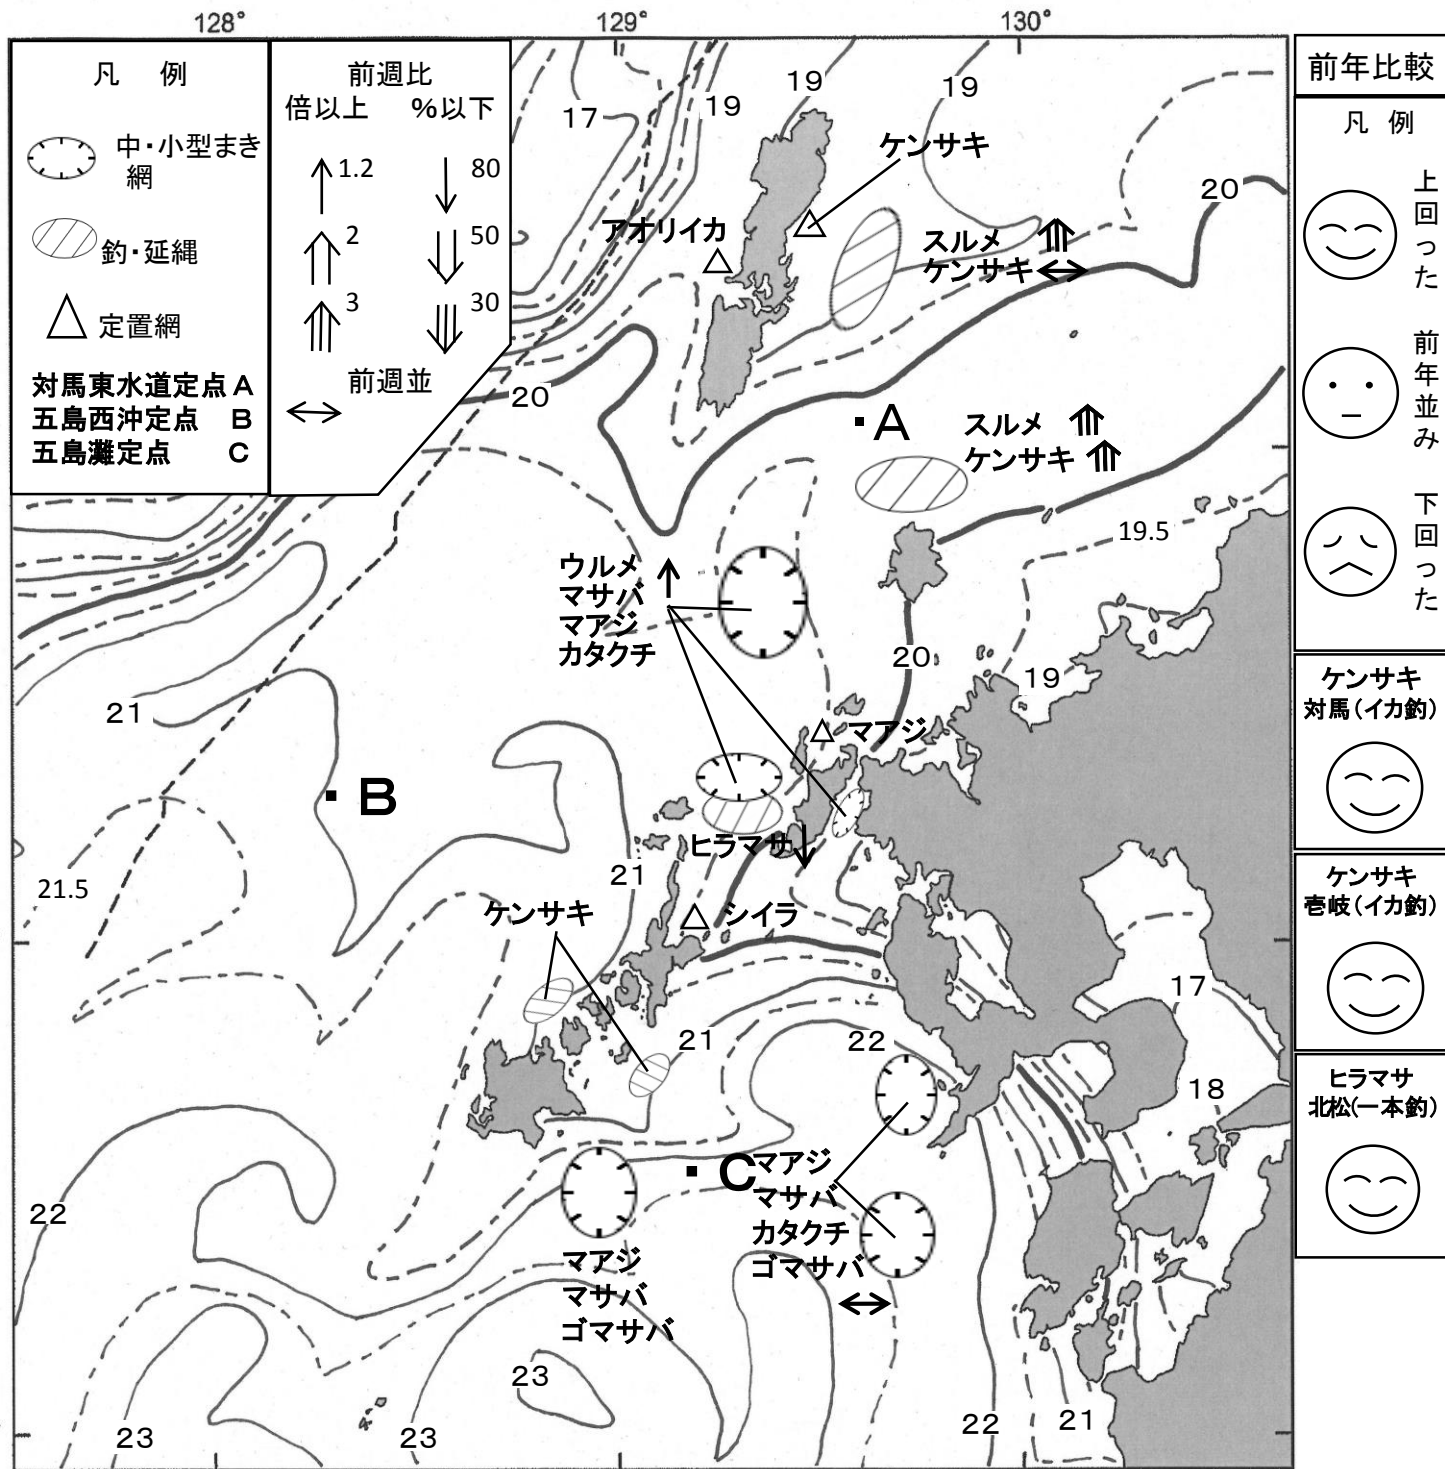 128°
129°
130°
凡 例
中・小型まき
網
釣・延縄
定置網
対馬東水道定点 A
五島西沖定点 B
五島灘定点 C
前週比
倍以上 %以下
1.2 80
2 50
3 30
前週並
前年比較
凡 例
上回った
前年並み
下回った
ケンサキ
対馬(イカ釣)
ケンサキ
壱岐(イカ釣)
ヒラマサ
北松(一本釣)
17
19
19
19
20
ケンサキ
アオリイカ
スルメ
ケンサキ
20
A
スルメ
ケンサキ
19.5
ウルメ
マサバ
マアジ
カタクチ
20
19
21
マアジ
B
ヒラマサ
21
21.5
ケンサキ
シイラ
17
21
22
18
C
マアジ
マサバ
カタクチ
ゴマサバ
22
マアジ
マサバ
ゴマサバ
23
23
23
22
21